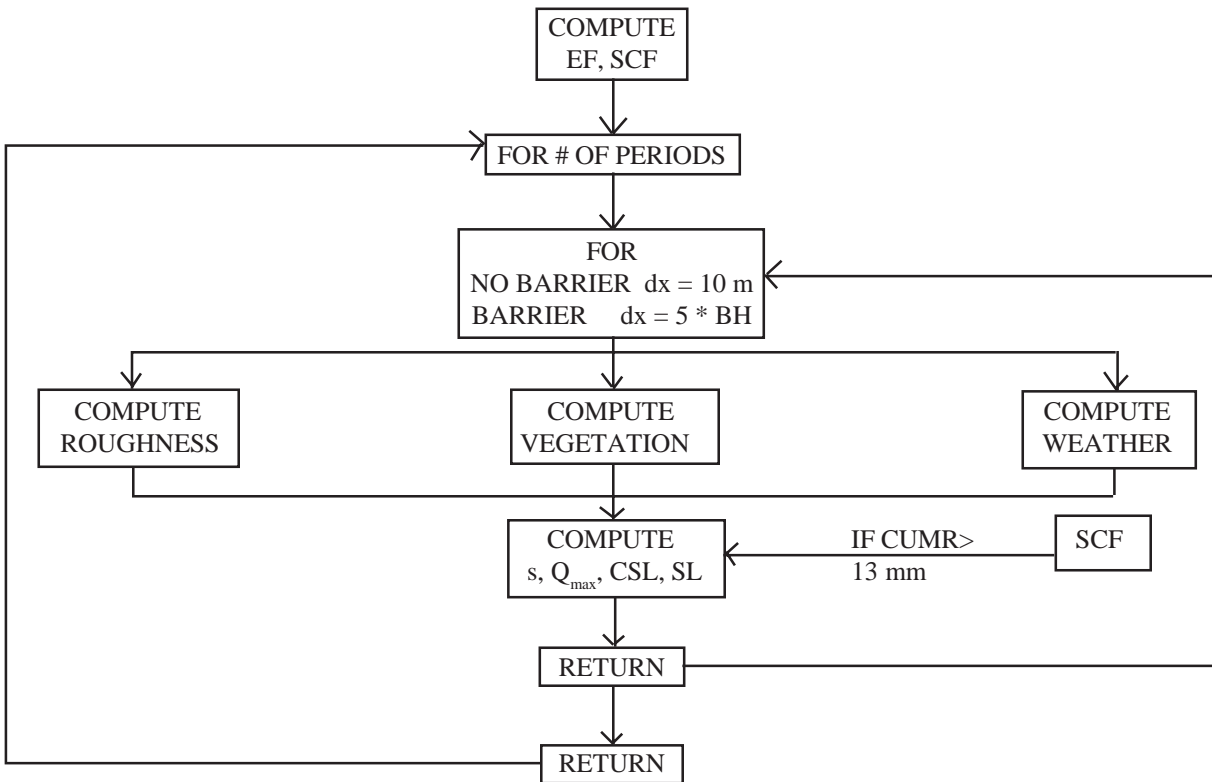 COMPUTE
EF, SCF
FOR # OF PERIODS
FOR
NO BARRIER dx = 10 m
BARRIER dx = 5 * BH
COMPUTE
ROUGHNESS
COMPUTE
VEGETATION
COMPUTE
WEATHER
COMPUTE
s, Qmax, CSL, SL
IF CUMR>
13 mm
SCF
RETURN
RETURN